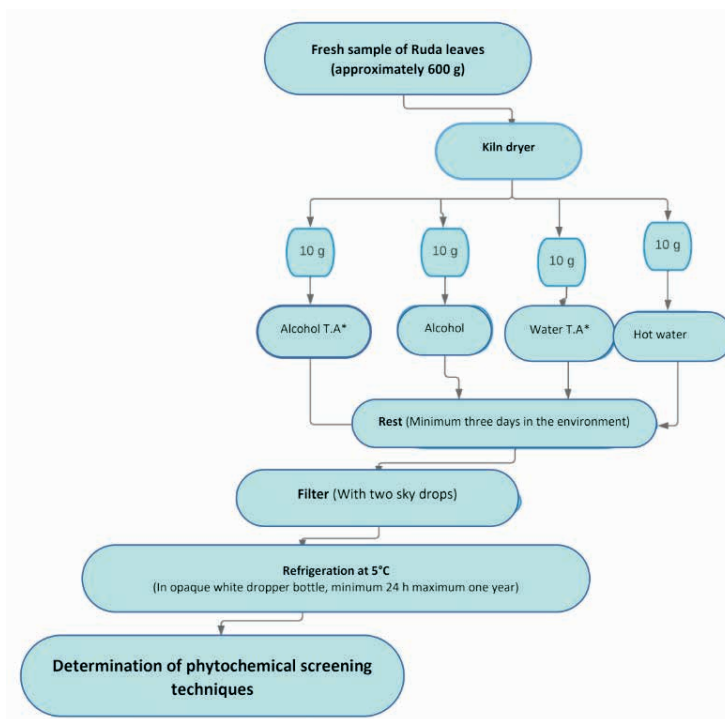 Fresh sample of Ruda leaves
(approximately 600 g)
Kiln dryer
10 g
10 g
10 g
10 g
Alcohol T.A*
Alcohol
Water T.A*
Hot water
Rest (Minimum three days in the environment)
Filter (With two sky drops)
Refrigeration at 5°C
(In opaque white dropper bottle, minimum 24 h maximum one year)
Determination of phytochemical screening
techniques